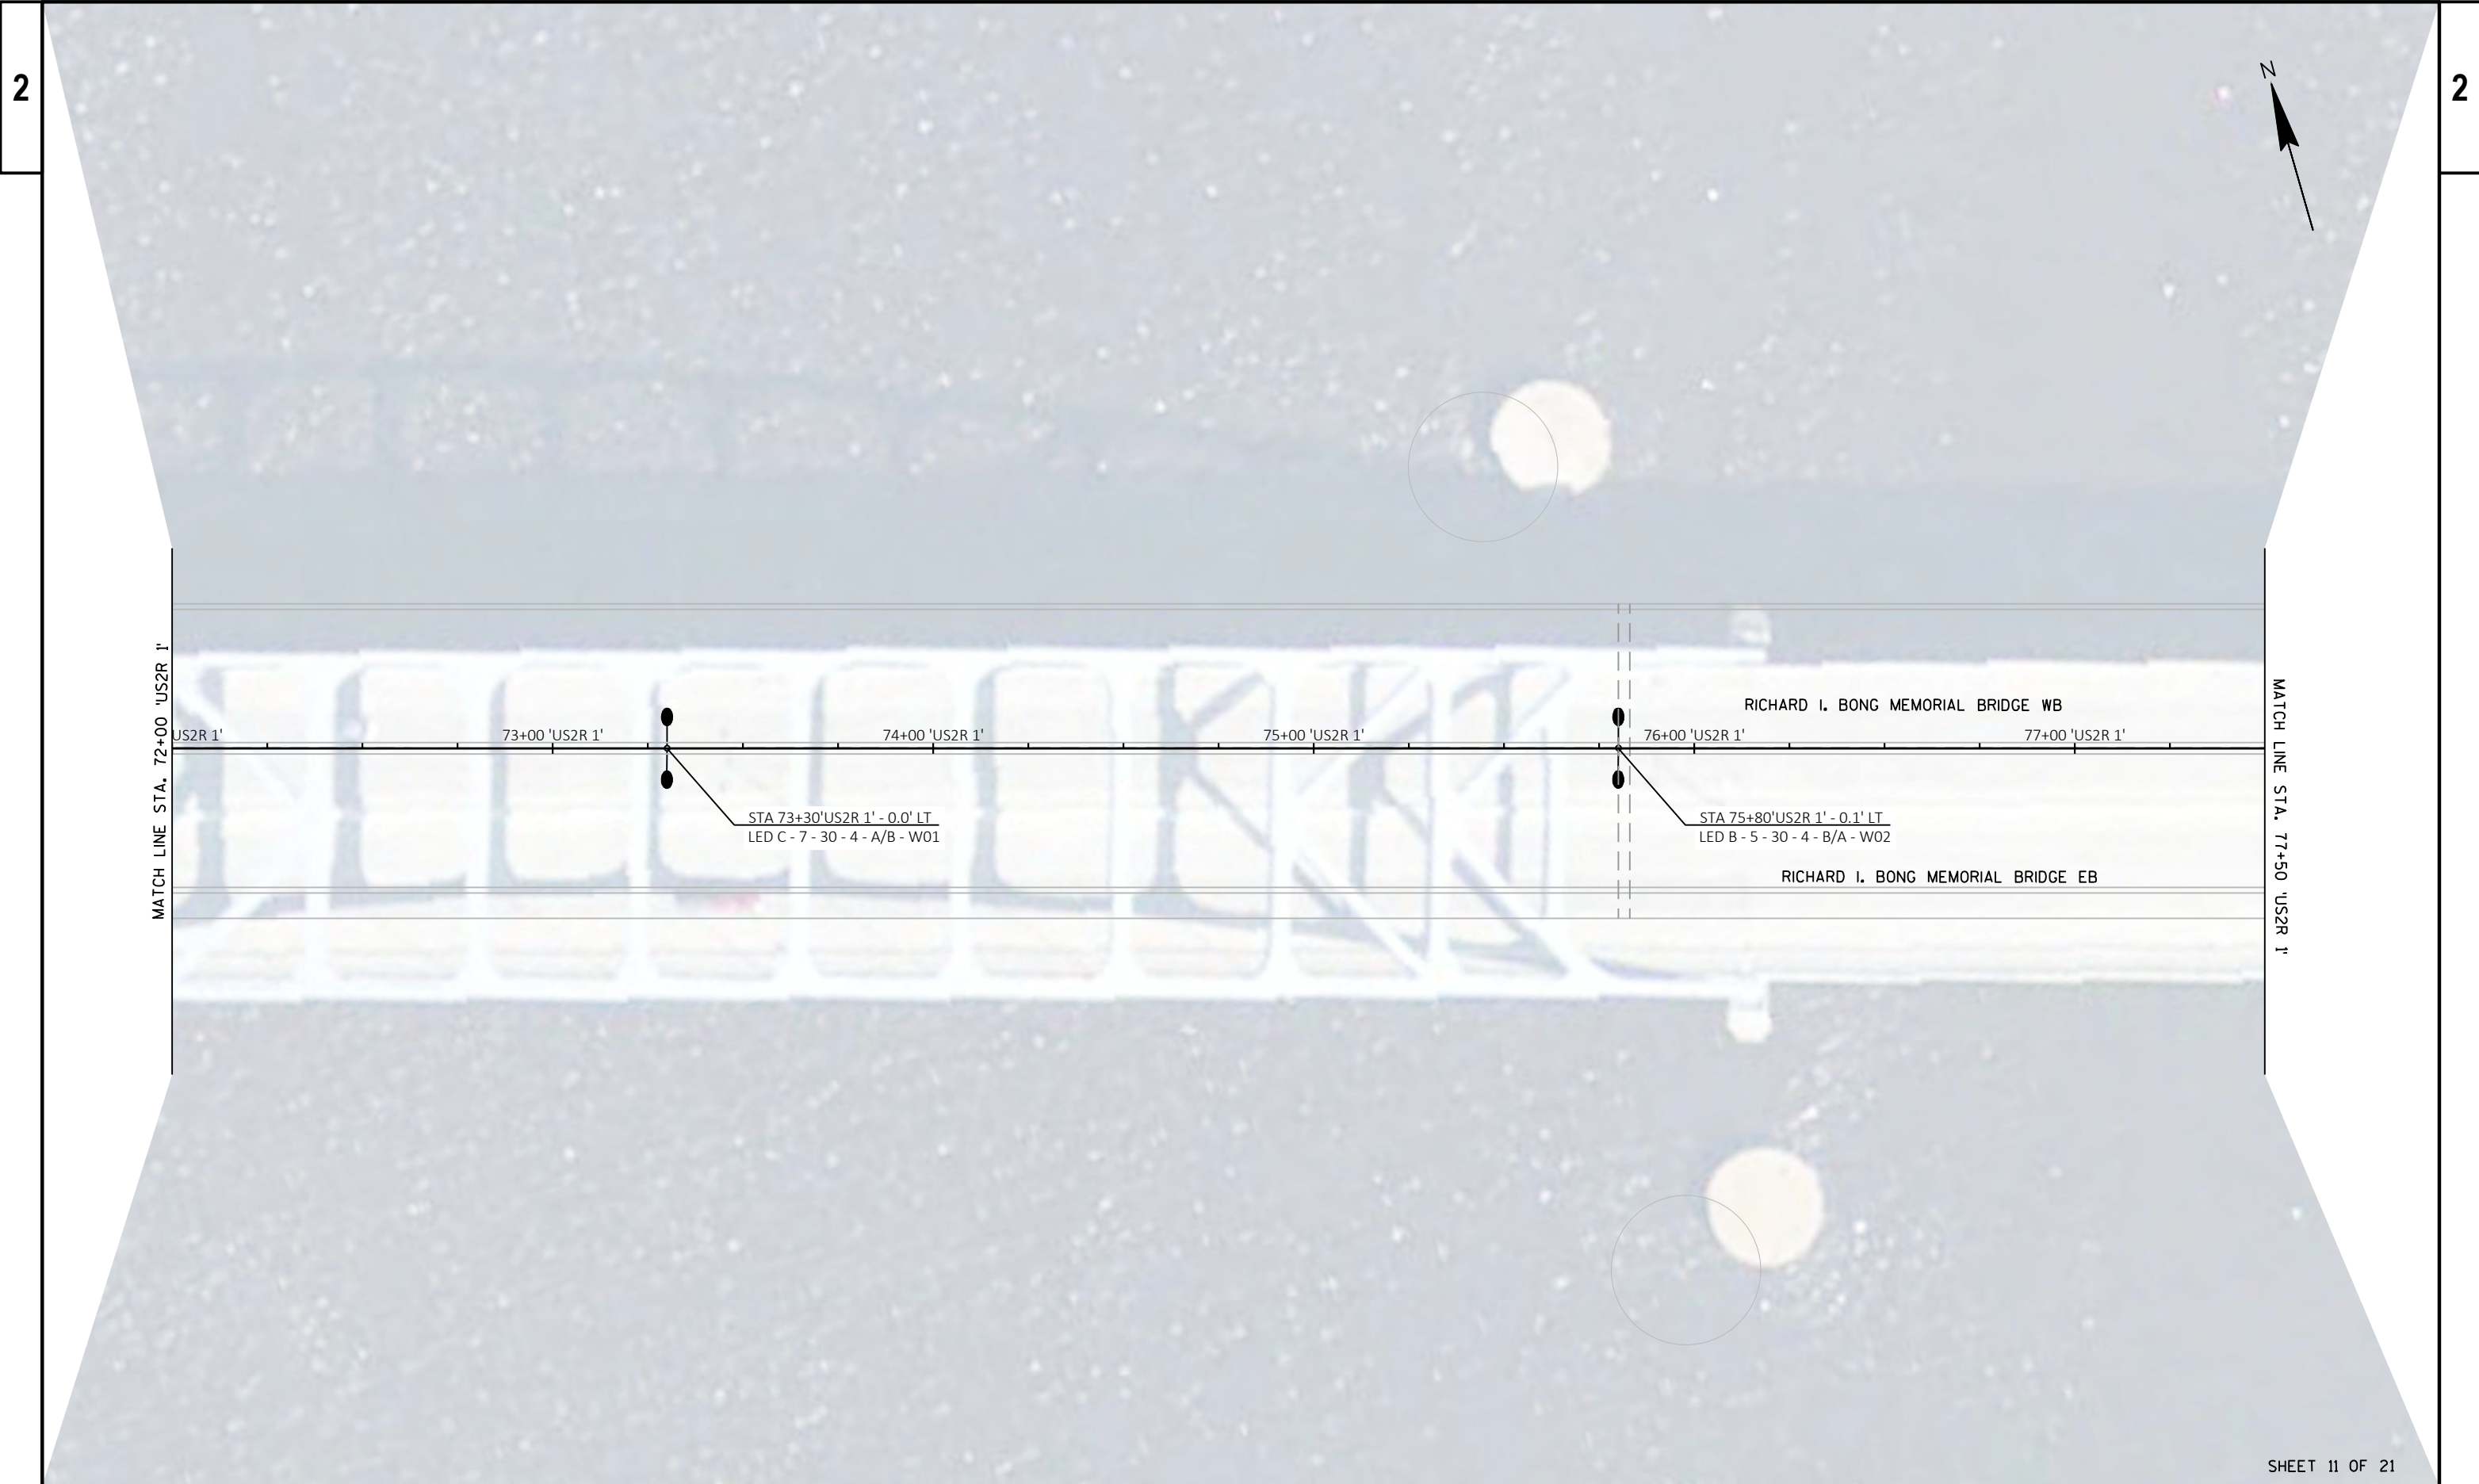 2
2
N
RICHARD I. BONG MEMORIAL BRIDGE WB
US2R 1'
73+00 'US2R 1'
74+00 'US2R 1'
75+00 'US2R 1'
76+00 'US2R 1'
77+00 'US2R 1'
MATCH LINE STA. 72+00 'US2R 1'
MATCH LINE STA. 77+50 'US2R 1'
STA 73+30'US2R 1' - 0.0' LT
LED C - 7 - 30 - 4 - A/B - W01
STA 75+80'US2R 1' - 0.1' LT
LED B - 5 - 30 - 4 - B/A - W02
RICHARD I. BONG MEMORIAL BRIDGE EB
SHEET 11 OF 21